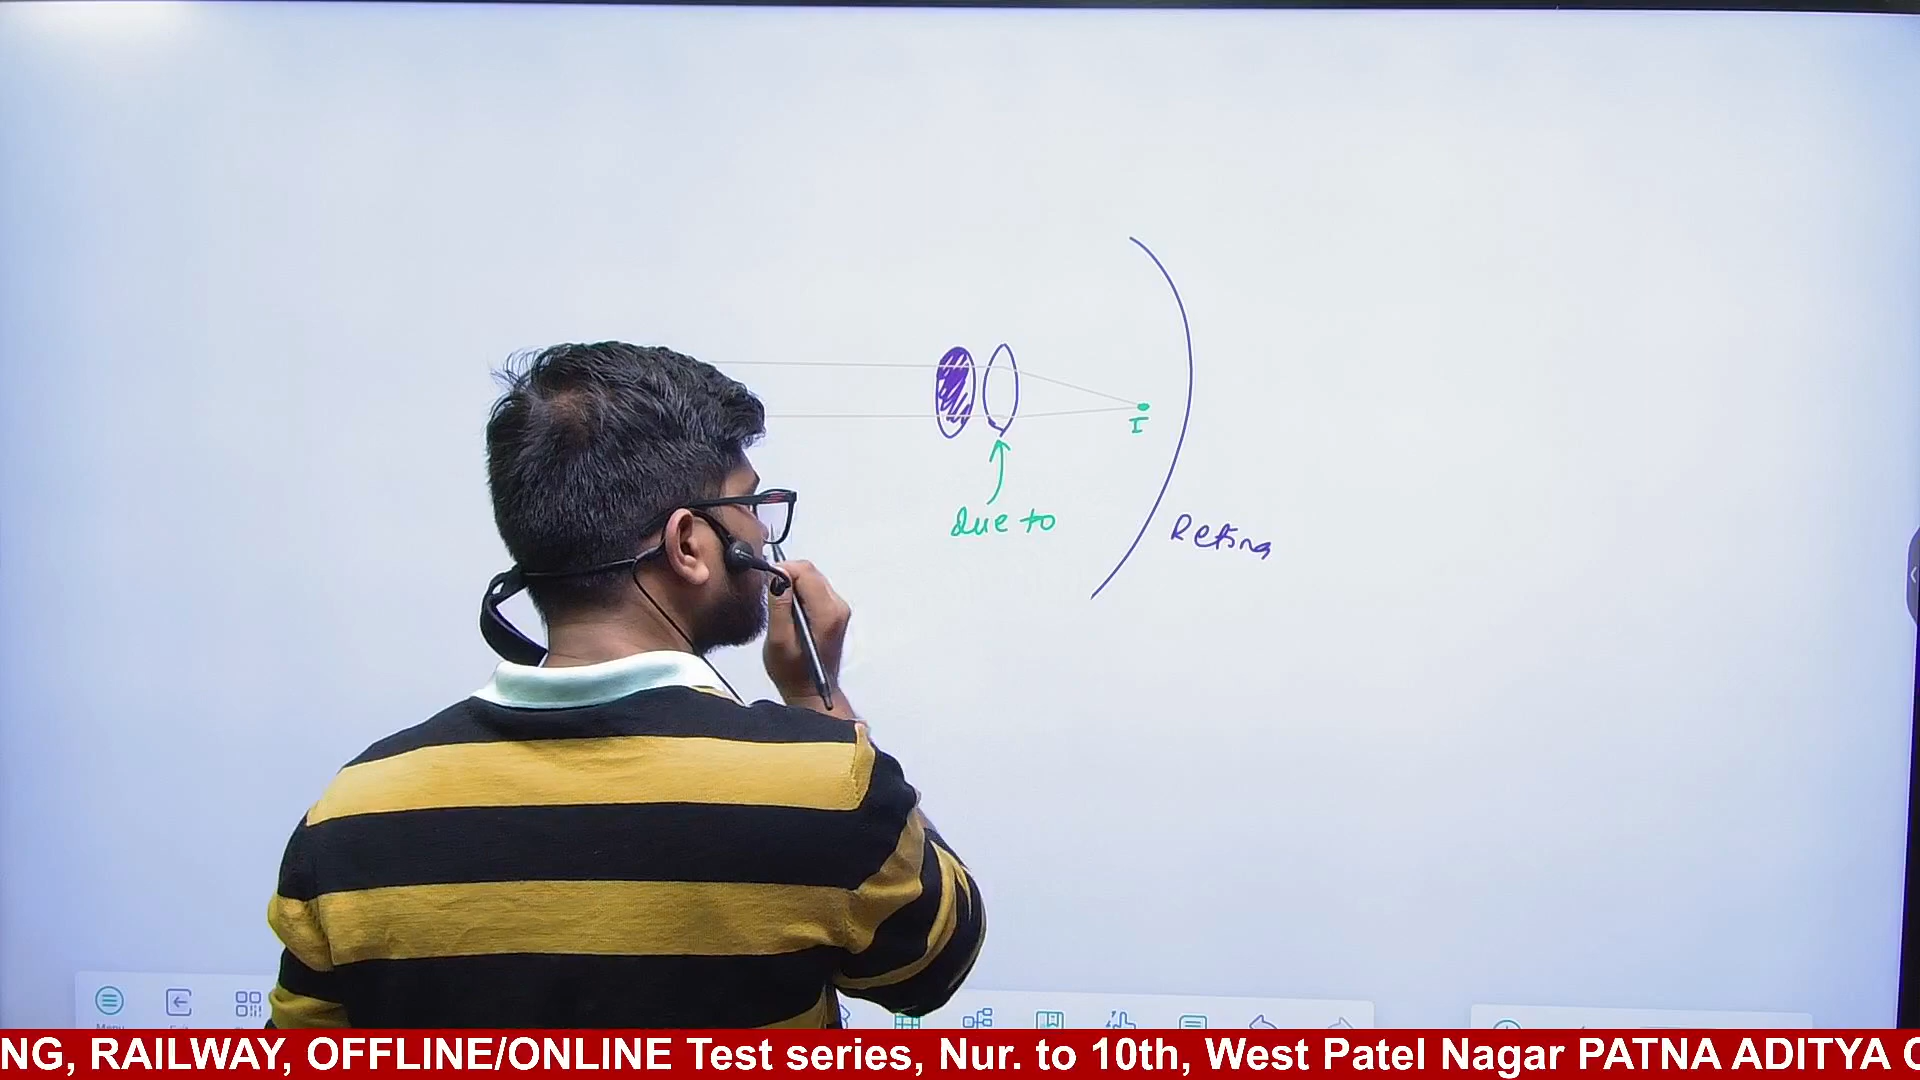 I
due to
Retina
NG, RAILWAY, OFFLINE/ONLINE Test series, Nur. to 10th, West Patel Nagar PATNA ADITYA C